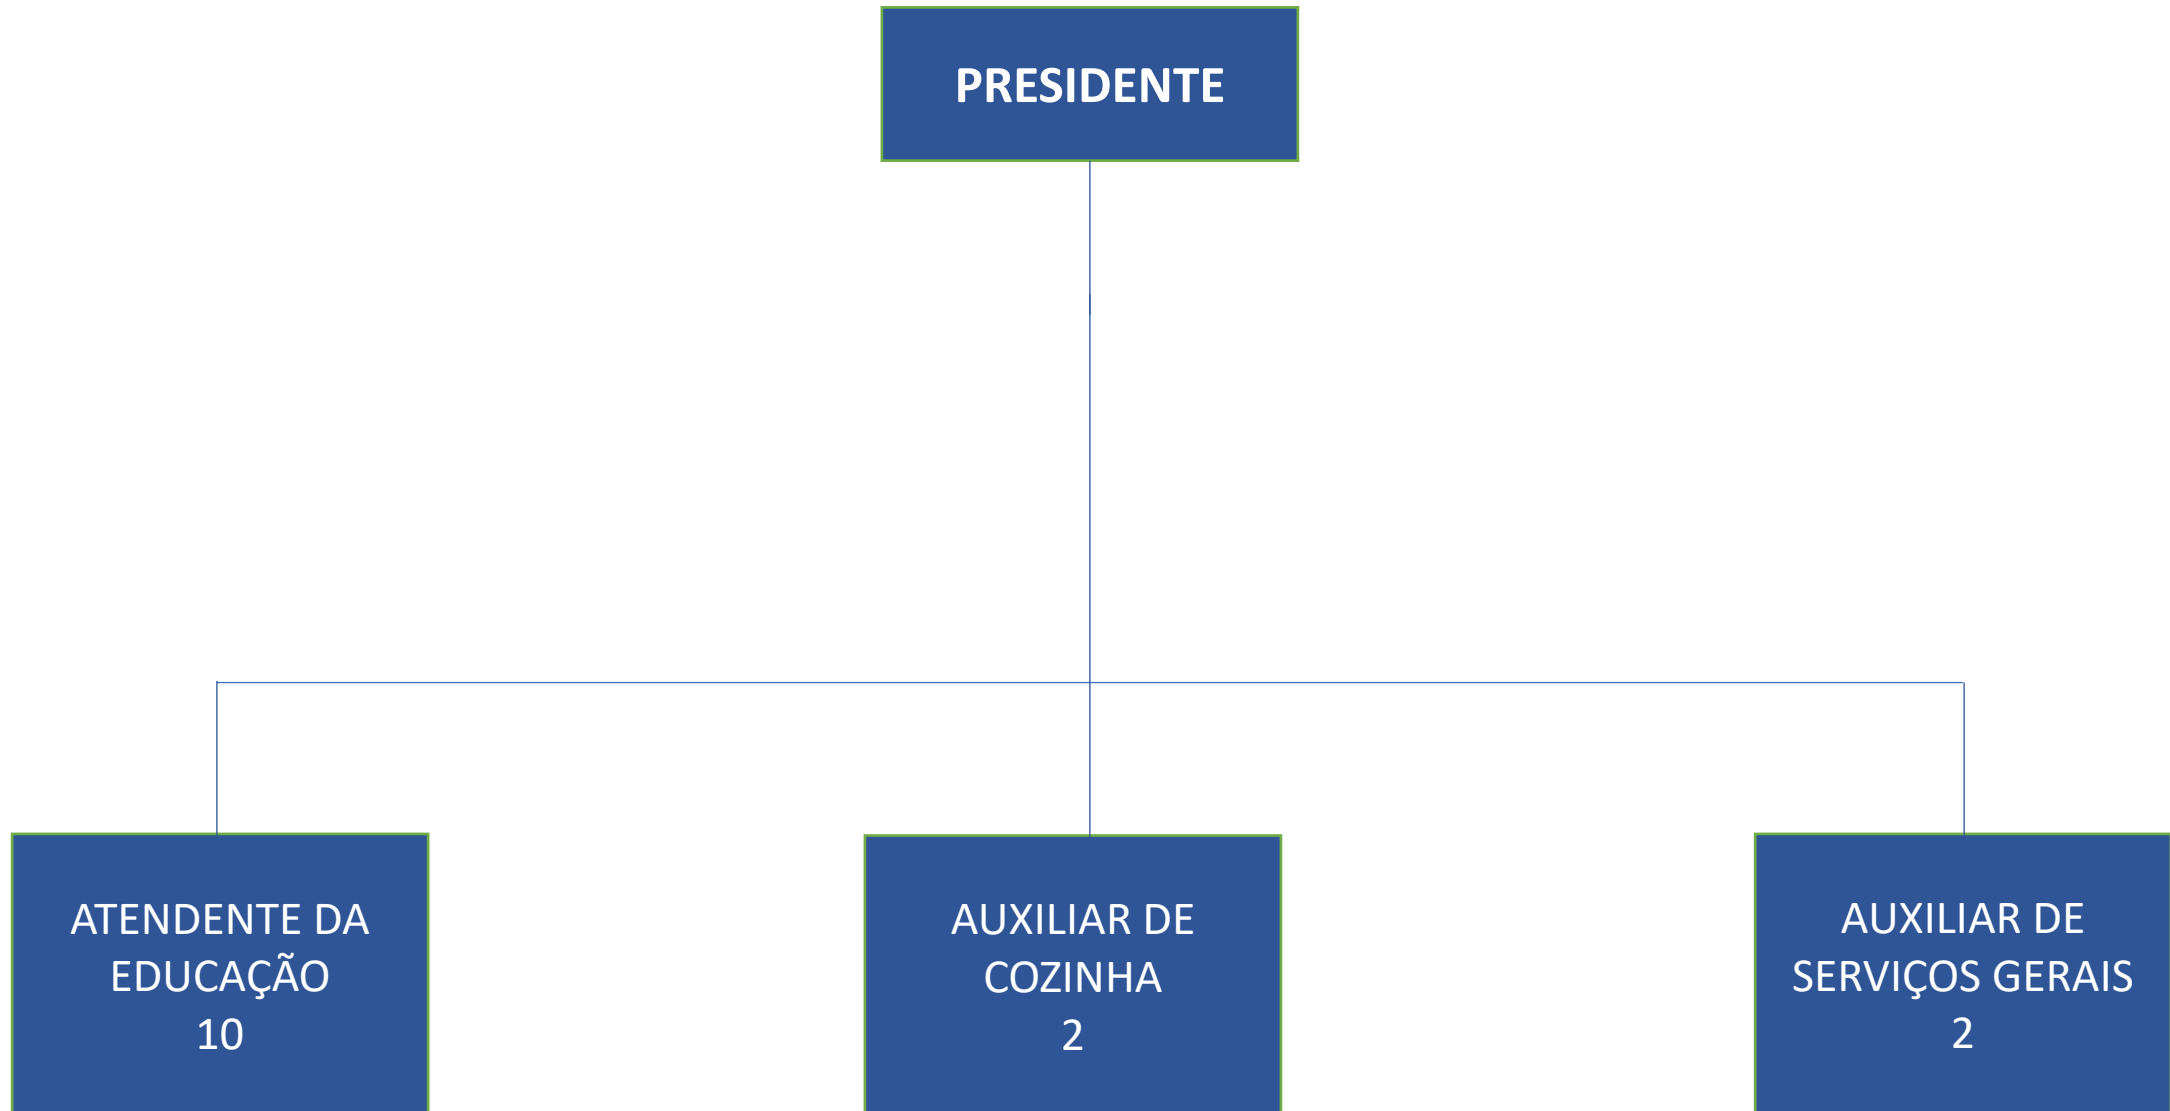 PRESIDENTE
ATENDENTE DA
EDUCAÇÃO
10
AUXILIAR DE
COZINHA
2
AUXILIAR DE
SERVIÇOS GERAIS
2